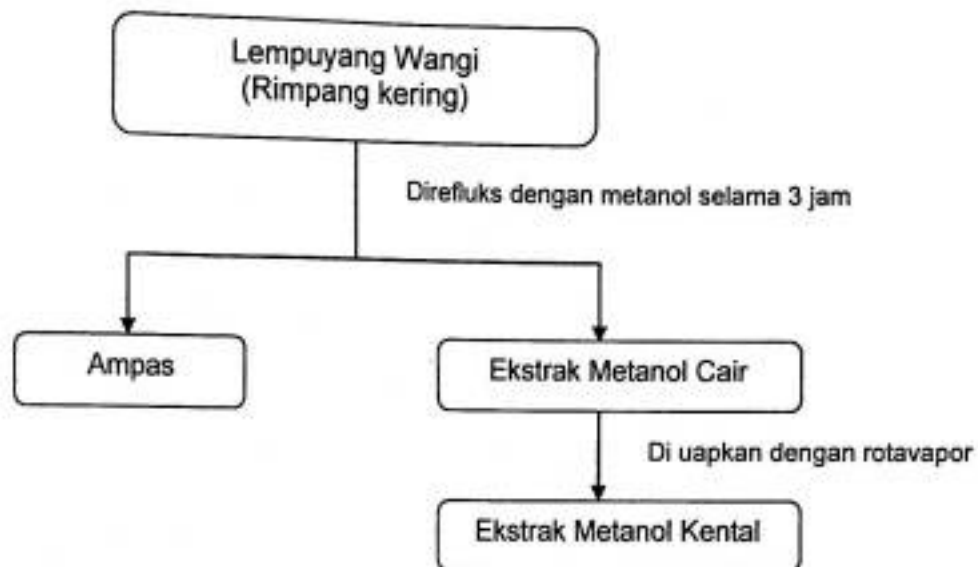 Lempuyang Wangi
(Rimpang kering)
Direfluks dengan metanol selama 3 jam
Ampas
Ekstrak Metanol Cair
Di uapkan dengan rotavapor
Ekstrak Metanol Kental